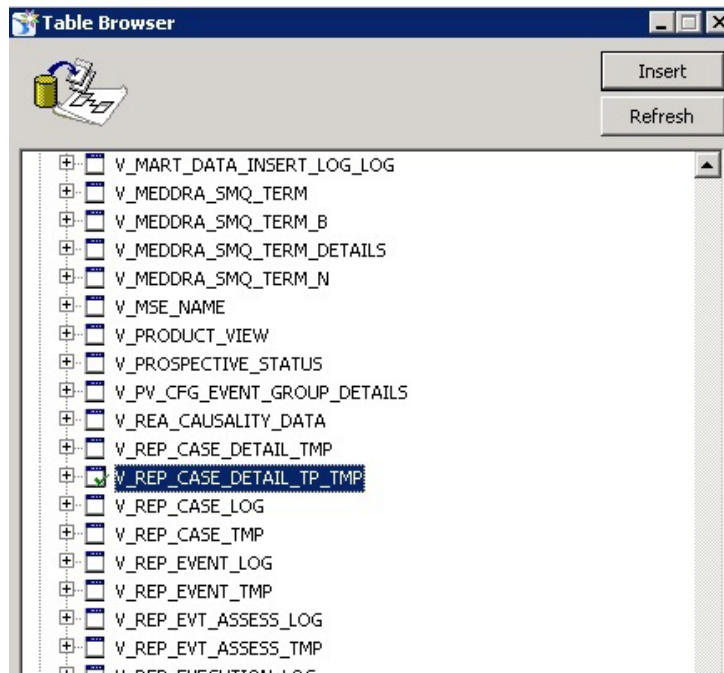 Table Browser
Insert
Refresh
V_MART_DATA_INSERT_LOG_LOG
V_MEDDRA_SMQ_TERM
V_MEDDRA_SMQ_TERM_B
V_MEDDRA_SMQ_TERM_DETAILS
V_MEDDRA_SMQ_TERM_N
V_MSE_NAME
V_PRODUCT_VIEW
V_PROSPECTIVE_STATUS
V_PV_CFG_EVENT_GROUP_DETAILS
V_REA_CAUSALITY_DATA
V_REP_CASE_DETAIL_TMP
V_REP_CASE_DETAIL_TP_TMP
V_REP_CASE_LOG
V_REP_CASE_TMP
V_REP_EVENT_LOG
V_REP_EVENT_TMP
V_REP_EVT_ASSESS_LOG
V_REP_EVT_ASSESS_TMP
V_REP_EXECUTION_LOG